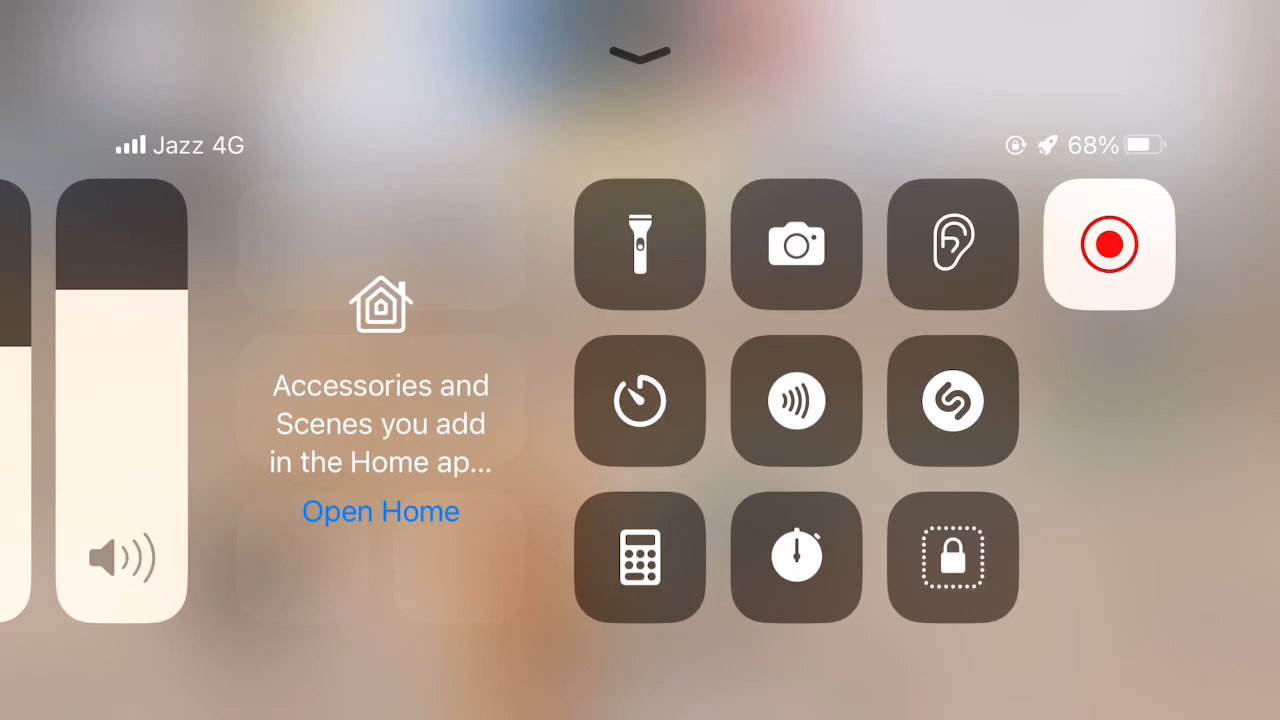 Jazz 4G
68%
Accessories and
Scenes you add
in the Home ap...
Open Home